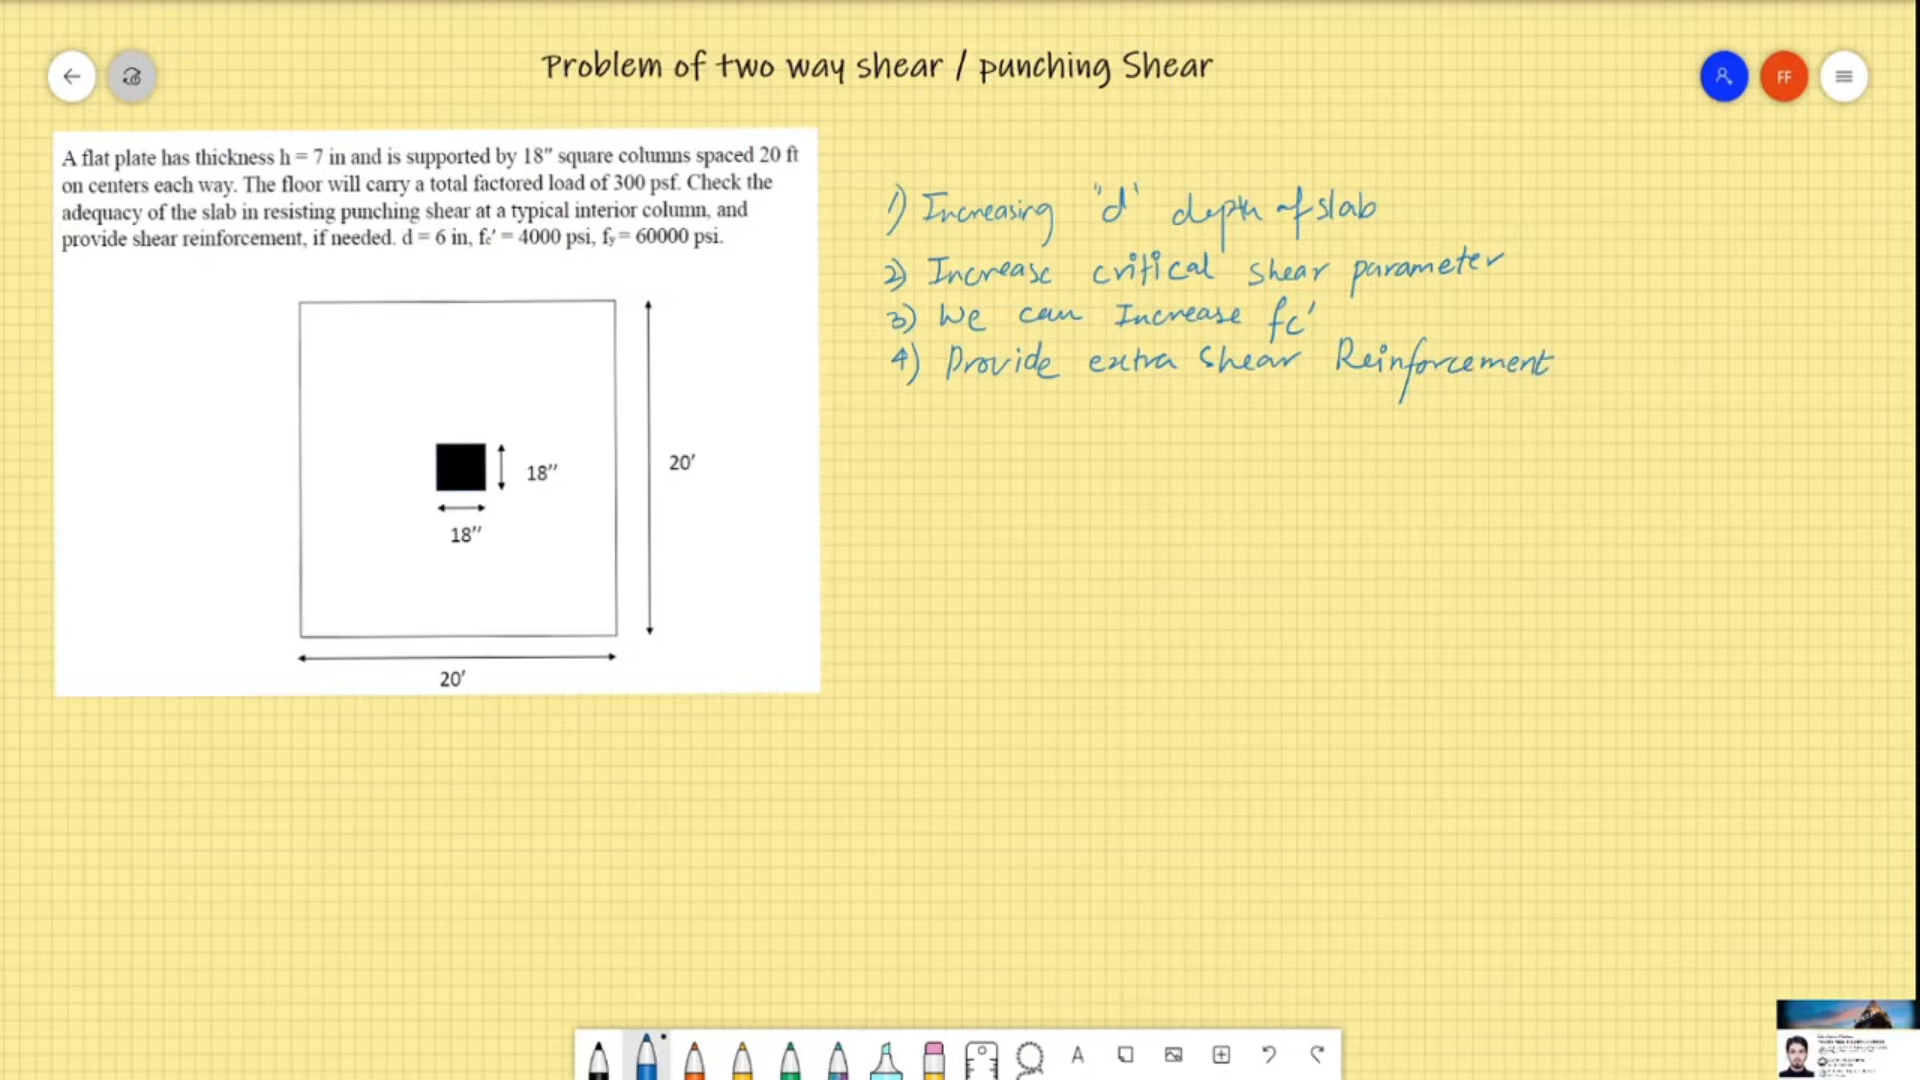 Problem of two way shear / punching Shear
FF
A flat plate has thickness h = 7 in and is supported by 18" square columns spaced 20 ft
on centers each way. The floor will carry a total factored load of 300 psf. Check the
adequacy of the slab in resisting punching shear at a typical interior column, and
provide shear reinforcement, if needed. d = 6 in, fc' = 4000 psi, fy = 60000 psi.
1) Increasing 'd' depth of slab
2) Increase critical shear parameter
3) We can Increase fc'
4) Provide extra Shear Reinforcement
20'
18"
18"
20'
A